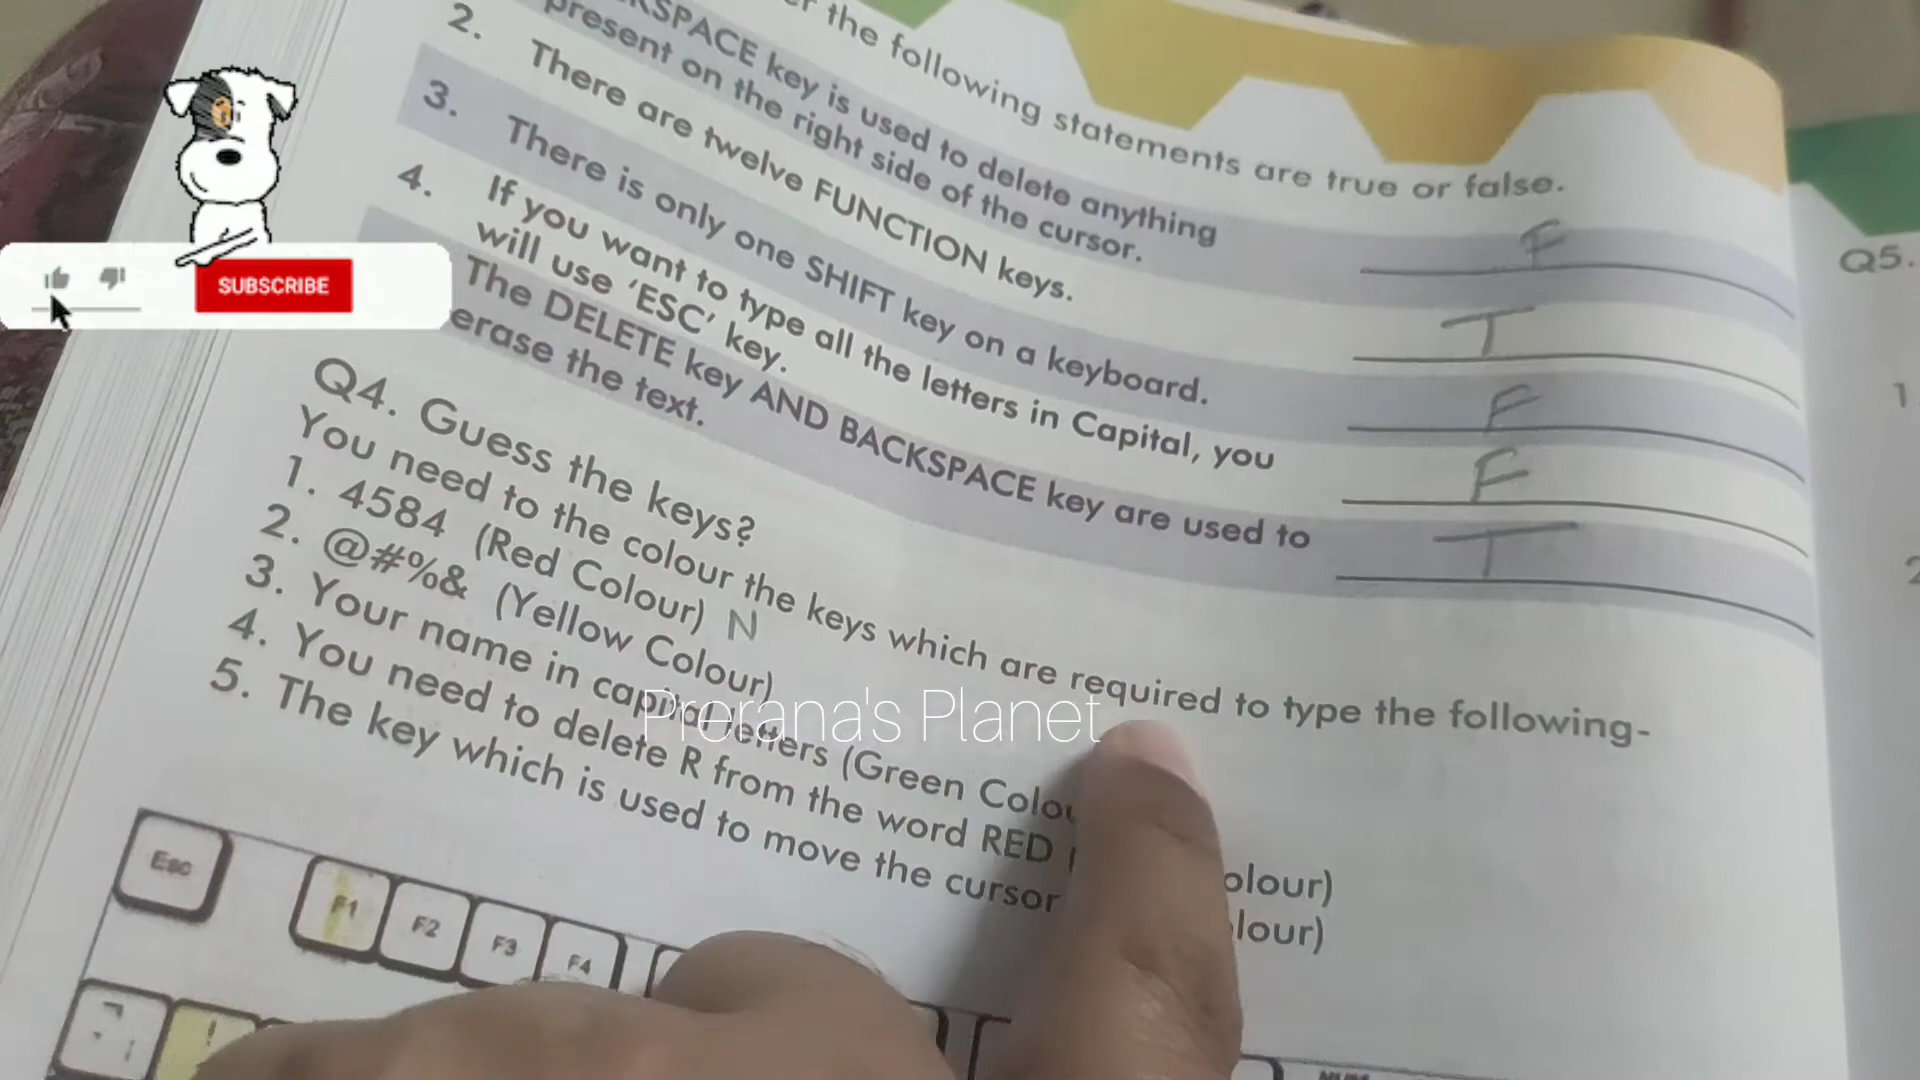 the following statements are true or false.
KSPACE key is used to delete anything
present on the right side of the cursor. F
2. There are twelve FUNCTION keys. T
3. There is only one SHIFT key on a keyboard. F
4. If you want to type all the letters in Capital, you
will use ‘ESC’ key. F
The DELETE key AND BACKSPACE key are used to
erase the text. T
Q4. Guess the keys?
You need to the colour the keys which are required to type the following-
1. 4584 (Red Colour) N
2. @#%& (Yellow Colour)
3. Your name in capital letters (Green Colou
4. You need to delete R from the word RED olour)
5. The key which is used to move the cursor lour)
Esc
F1
F2
F3
F4
!
Q5.
1
2
SUBSCRIBE
Prerana's Planet